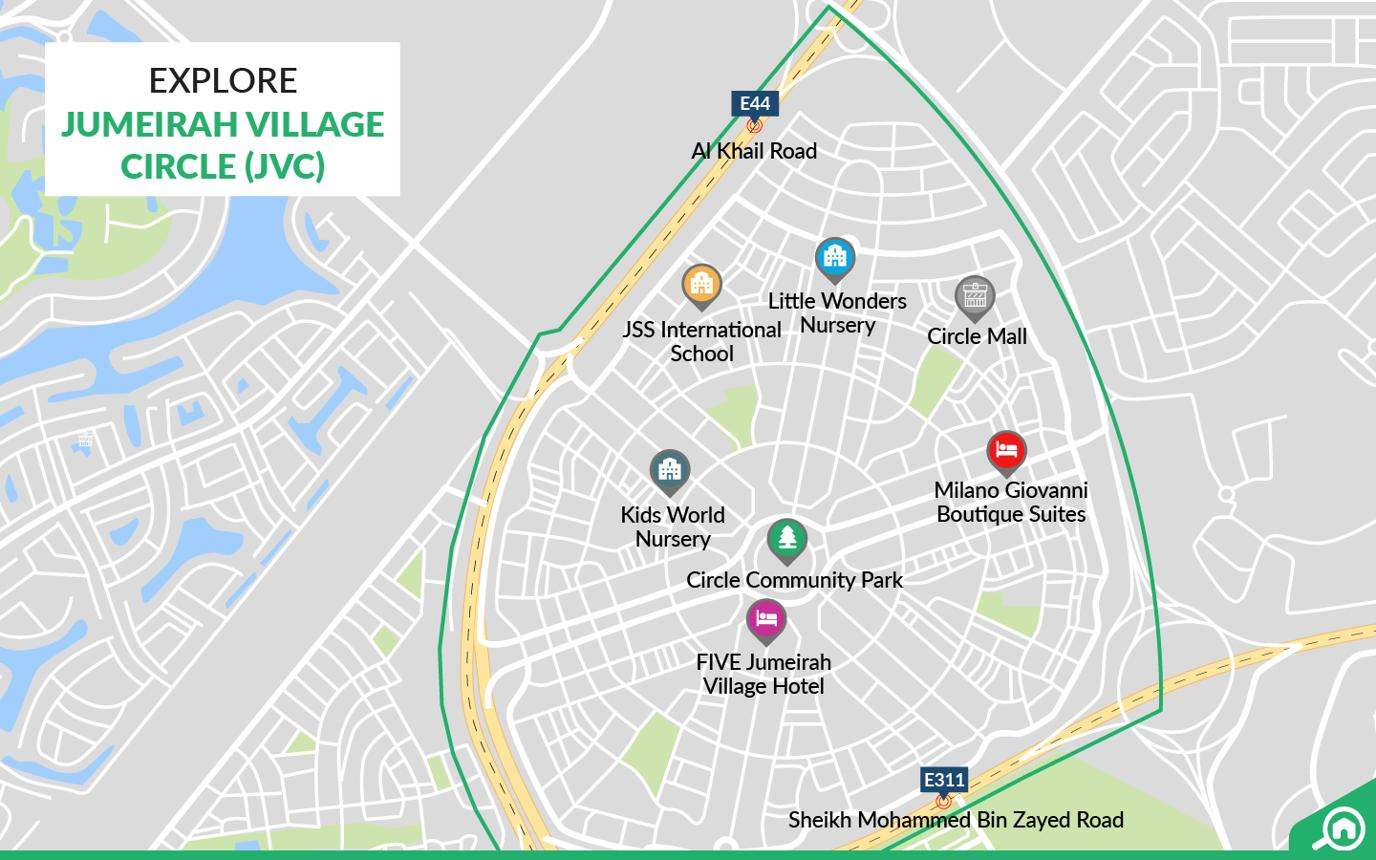 EXPLORE
JUMEIRAH VILLAGE
CIRCLE (JVC)
E44
Al Khail Road
Little Wonders
Nursery
JSS International
School
Circle Mall
Milano Giovanni
Boutique Suites
Kids World
Nursery
Circle Community Park
FIVE Jumeirah
Village Hotel
E311
Sheikh Mohammed Bin Zayed Road